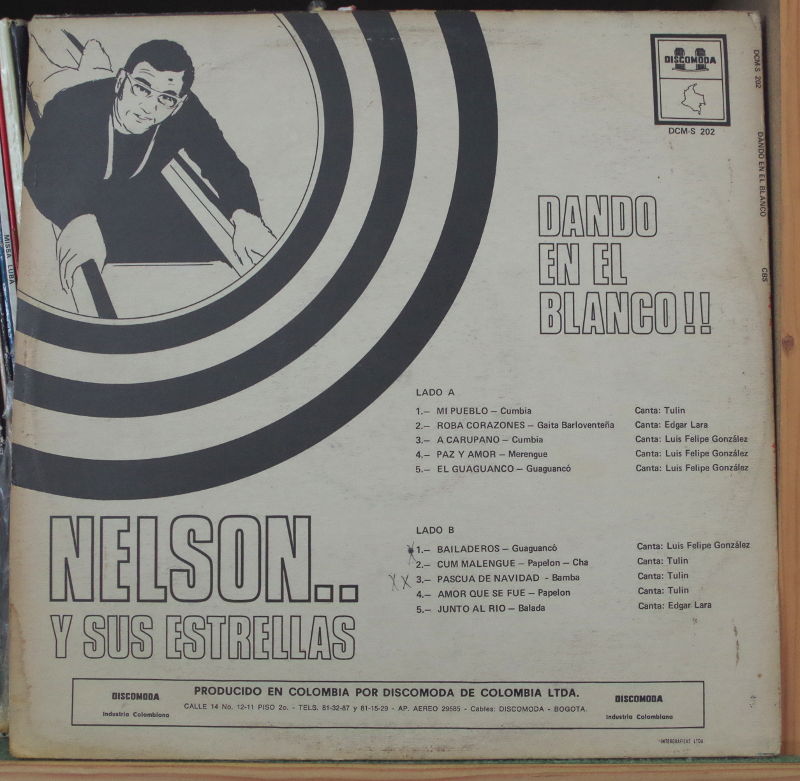 DISCOMODA
DCM-S 202
DCM-S 202 DANDO EN EL BLANCO CBS
MISSA LUBA
DANDO
EN EL
BLANCO!!
LADO A
1.— MI PUEBLO — Cumbia Canta: Tulin
2.— ROBA CORAZONES — Gaita Barloventeña Canta: Edgar Lara
3.— A CARUPANO — Cumbia Canta: Luis Felipe González
4.— PAZ Y AMOR — Merengue Canta: Luis Felipe González
5.— EL GUAGUANCO — Guaguancó Canta: Luis Felipe González
LADO B
1.— BAILADEROS — Guaguancó Canta: Luis Felipe González
2.— CUM MALENGUE — Papelon — Cha Canta: Tulin
X X 3.— PASCUA DE NAVIDAD - Bamba Canta: Tulin
4.— AMOR QUE SE FUE — Papelon Canta: Tulin
5.— JUNTO AL RIO — Balada Canta: Edgar Lara
NELSON..
Y SUS ESTRELLAS
DISCOMODA
Industria Colombiana
PRODUCIDO EN COLOMBIA POR DISCOMODA DE COLOMBIA LTDA.
CALLE 14 No. 12-11 PISO 2o. - TELS. 81-32-87 y 81-15-29 - AP. AEREO 29585 - Cables: DISCOMODA - BOGOTA.
DISCOMODA
Industria Colombiana